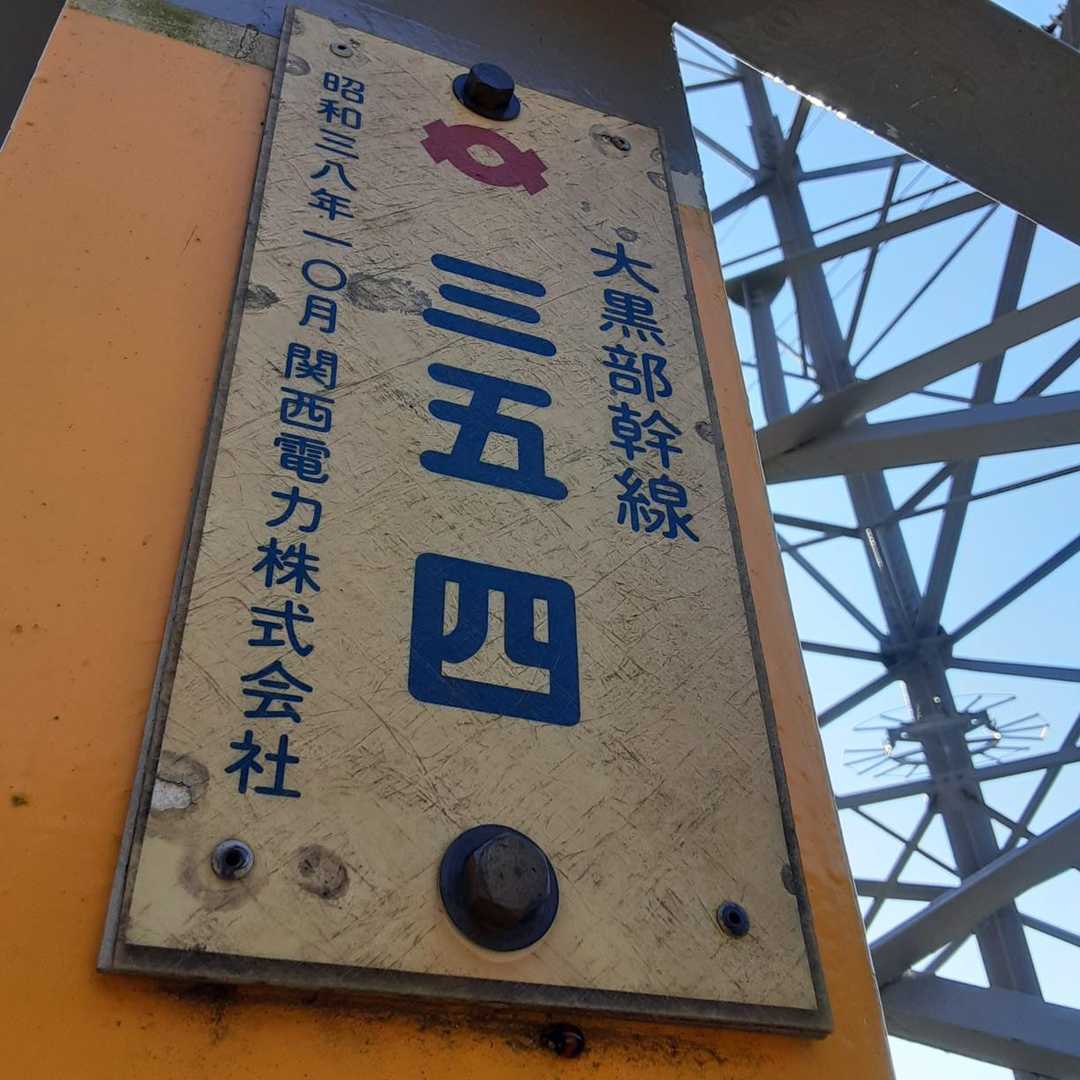 大黒部幹線
三五四
昭和三八年一〇月 関西電力株式会社